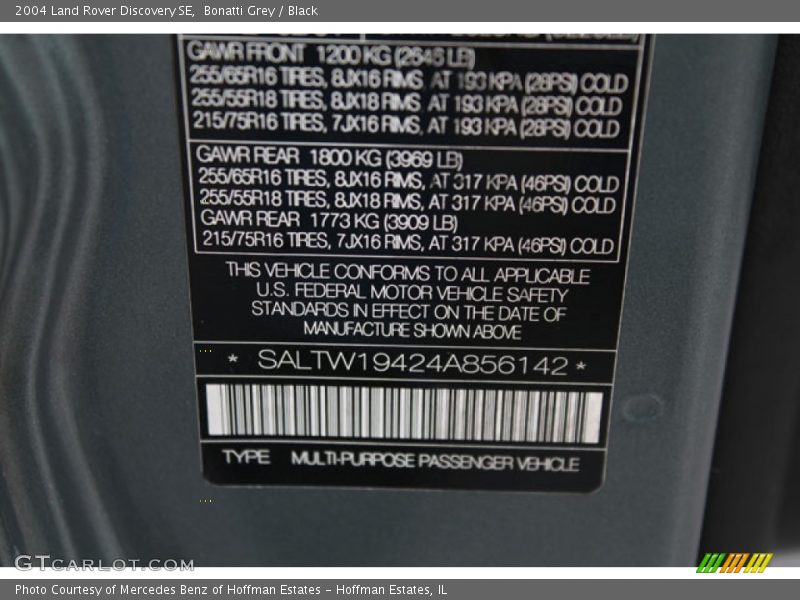 2004 Land Rover Discovery SE, Bonatti Grey / Black
GAWR FRONT 1200 KG (2646 LB)
255/65R16 TIRES, 8JX16 RIMS, AT 193 KPA (28PSI) COLD
255/55R18 TIRES, 8JX18 RIMS, AT 193 KPA (28PSI) COLD
215/75R16 TIRES, 7JX16 RIMS, AT 193 KPA (28PSI) COLD
GAWR REAR 1800 KG (3969 LB)
255/65R16 TIRES, 8JX16 RIMS, AT 317 KPA (46PSI) COLD
255/55R18 TIRES, 8JX18 RIMS, AT 317 KPA (46PSI) COLD
GAWR REAR 1773 KG (3909 LB)
215/75R16 TIRES, 7JX16 RIMS, AT 317 KPA (46PSI) COLD
THIS VEHICLE CONFORMS TO ALL APPLICABLE
U.S. FEDERAL MOTOR VEHICLE SAFETY
STANDARDS IN EFFECT ON THE DATE OF
MANUFACTURE SHOWN ABOVE
* SALTW19424A856142 *
TYPE MULTI-PURPOSE PASSENGER VEHICLE
GTCARLOT.COM
Photo Courtesy of Mercedes Benz of Hoffman Estates - Hoffman Estates, IL